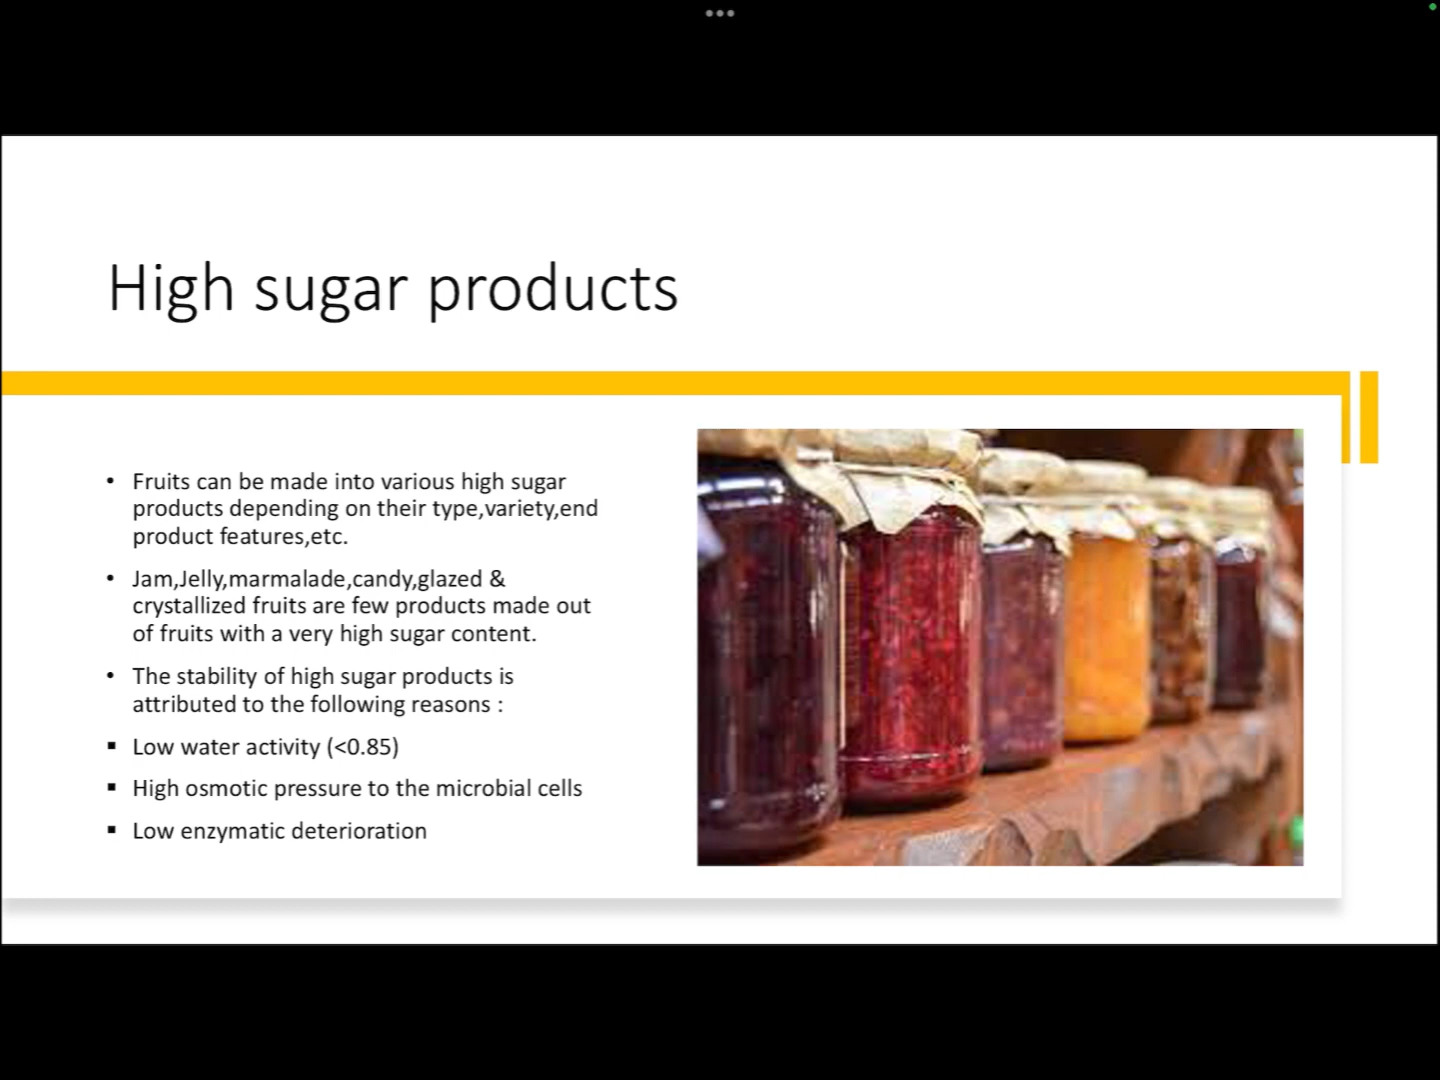 High sugar products
• Fruits can be made into various high sugar
products depending on their type,variety,end
product features,etc.
• Jam,Jelly,marmalade,candy,glazed &
crystallized fruits are few products made out
of fruits with a very high sugar content.
• The stability of high sugar products is
attributed to the following reasons :
▪ Low water activity (<0.85)
▪ High osmotic pressure to the microbial cells
▪ Low enzymatic deterioration